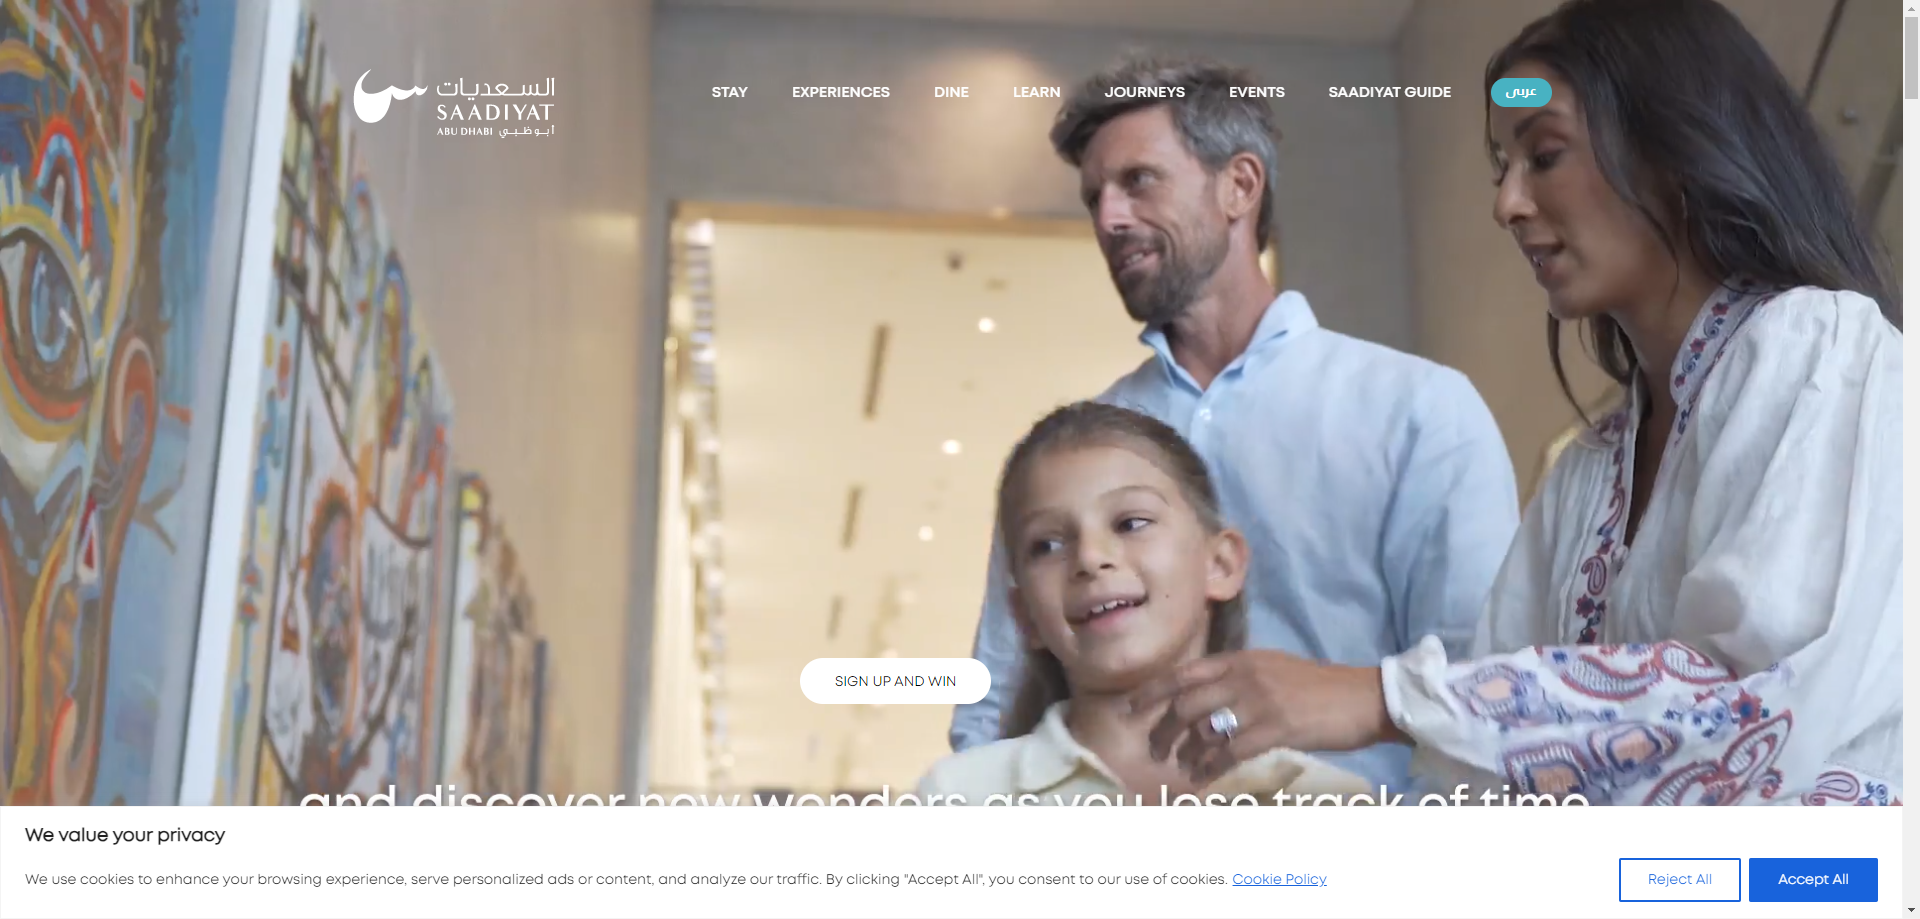 السعديات
SAADIYAT
ABU DHABI أبوظبي
STAY
EXPERIENCES
DINE
LEARN
JOURNEYS
EVENTS
SAADIYAT GUIDE
عربي
SIGN UP AND WIN
and discover new wonders as you lose track of time
We value your privacy
We use cookies to enhance your browsing experience, serve personalized ads or content, and analyze our traffic. By clicking "Accept All", you consent to our use of cookies. Cookie Policy
Reject All
Accept All